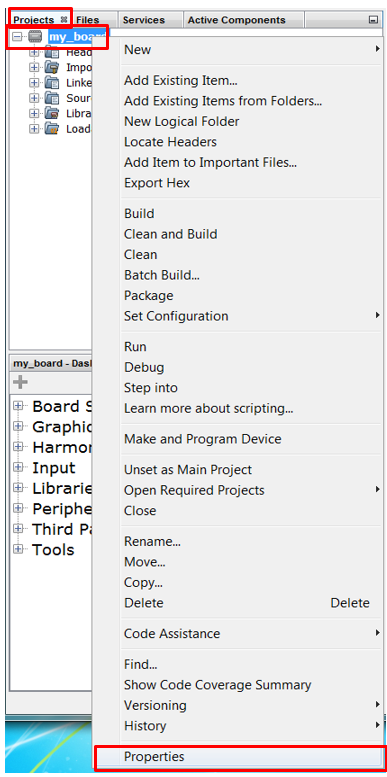 Projects Files Services Active Components
my_board
New
Head
Impo
Linke
Sour
Libra
Loada
Add Existing Item...
Add Existing Items from Folders...
New Logical Folder
Locate Headers
Add Item to Important Files...
Export Hex
Build
Clean and Build
Clean
Batch Build...
Package
Set Configuration
Run
Debug
Step into
Learn more about scripting...
Make and Program Device
Unset as Main Project
Open Required Projects
Close
Rename...
Move...
Copy...
Delete Delete
Code Assistance
Find...
Show Code Coverage Summary
Versioning
History
Properties
my_board - Dash
Board S
Graphic
Harmor
Input
Libraries
Periphe
Third Pa
Tools